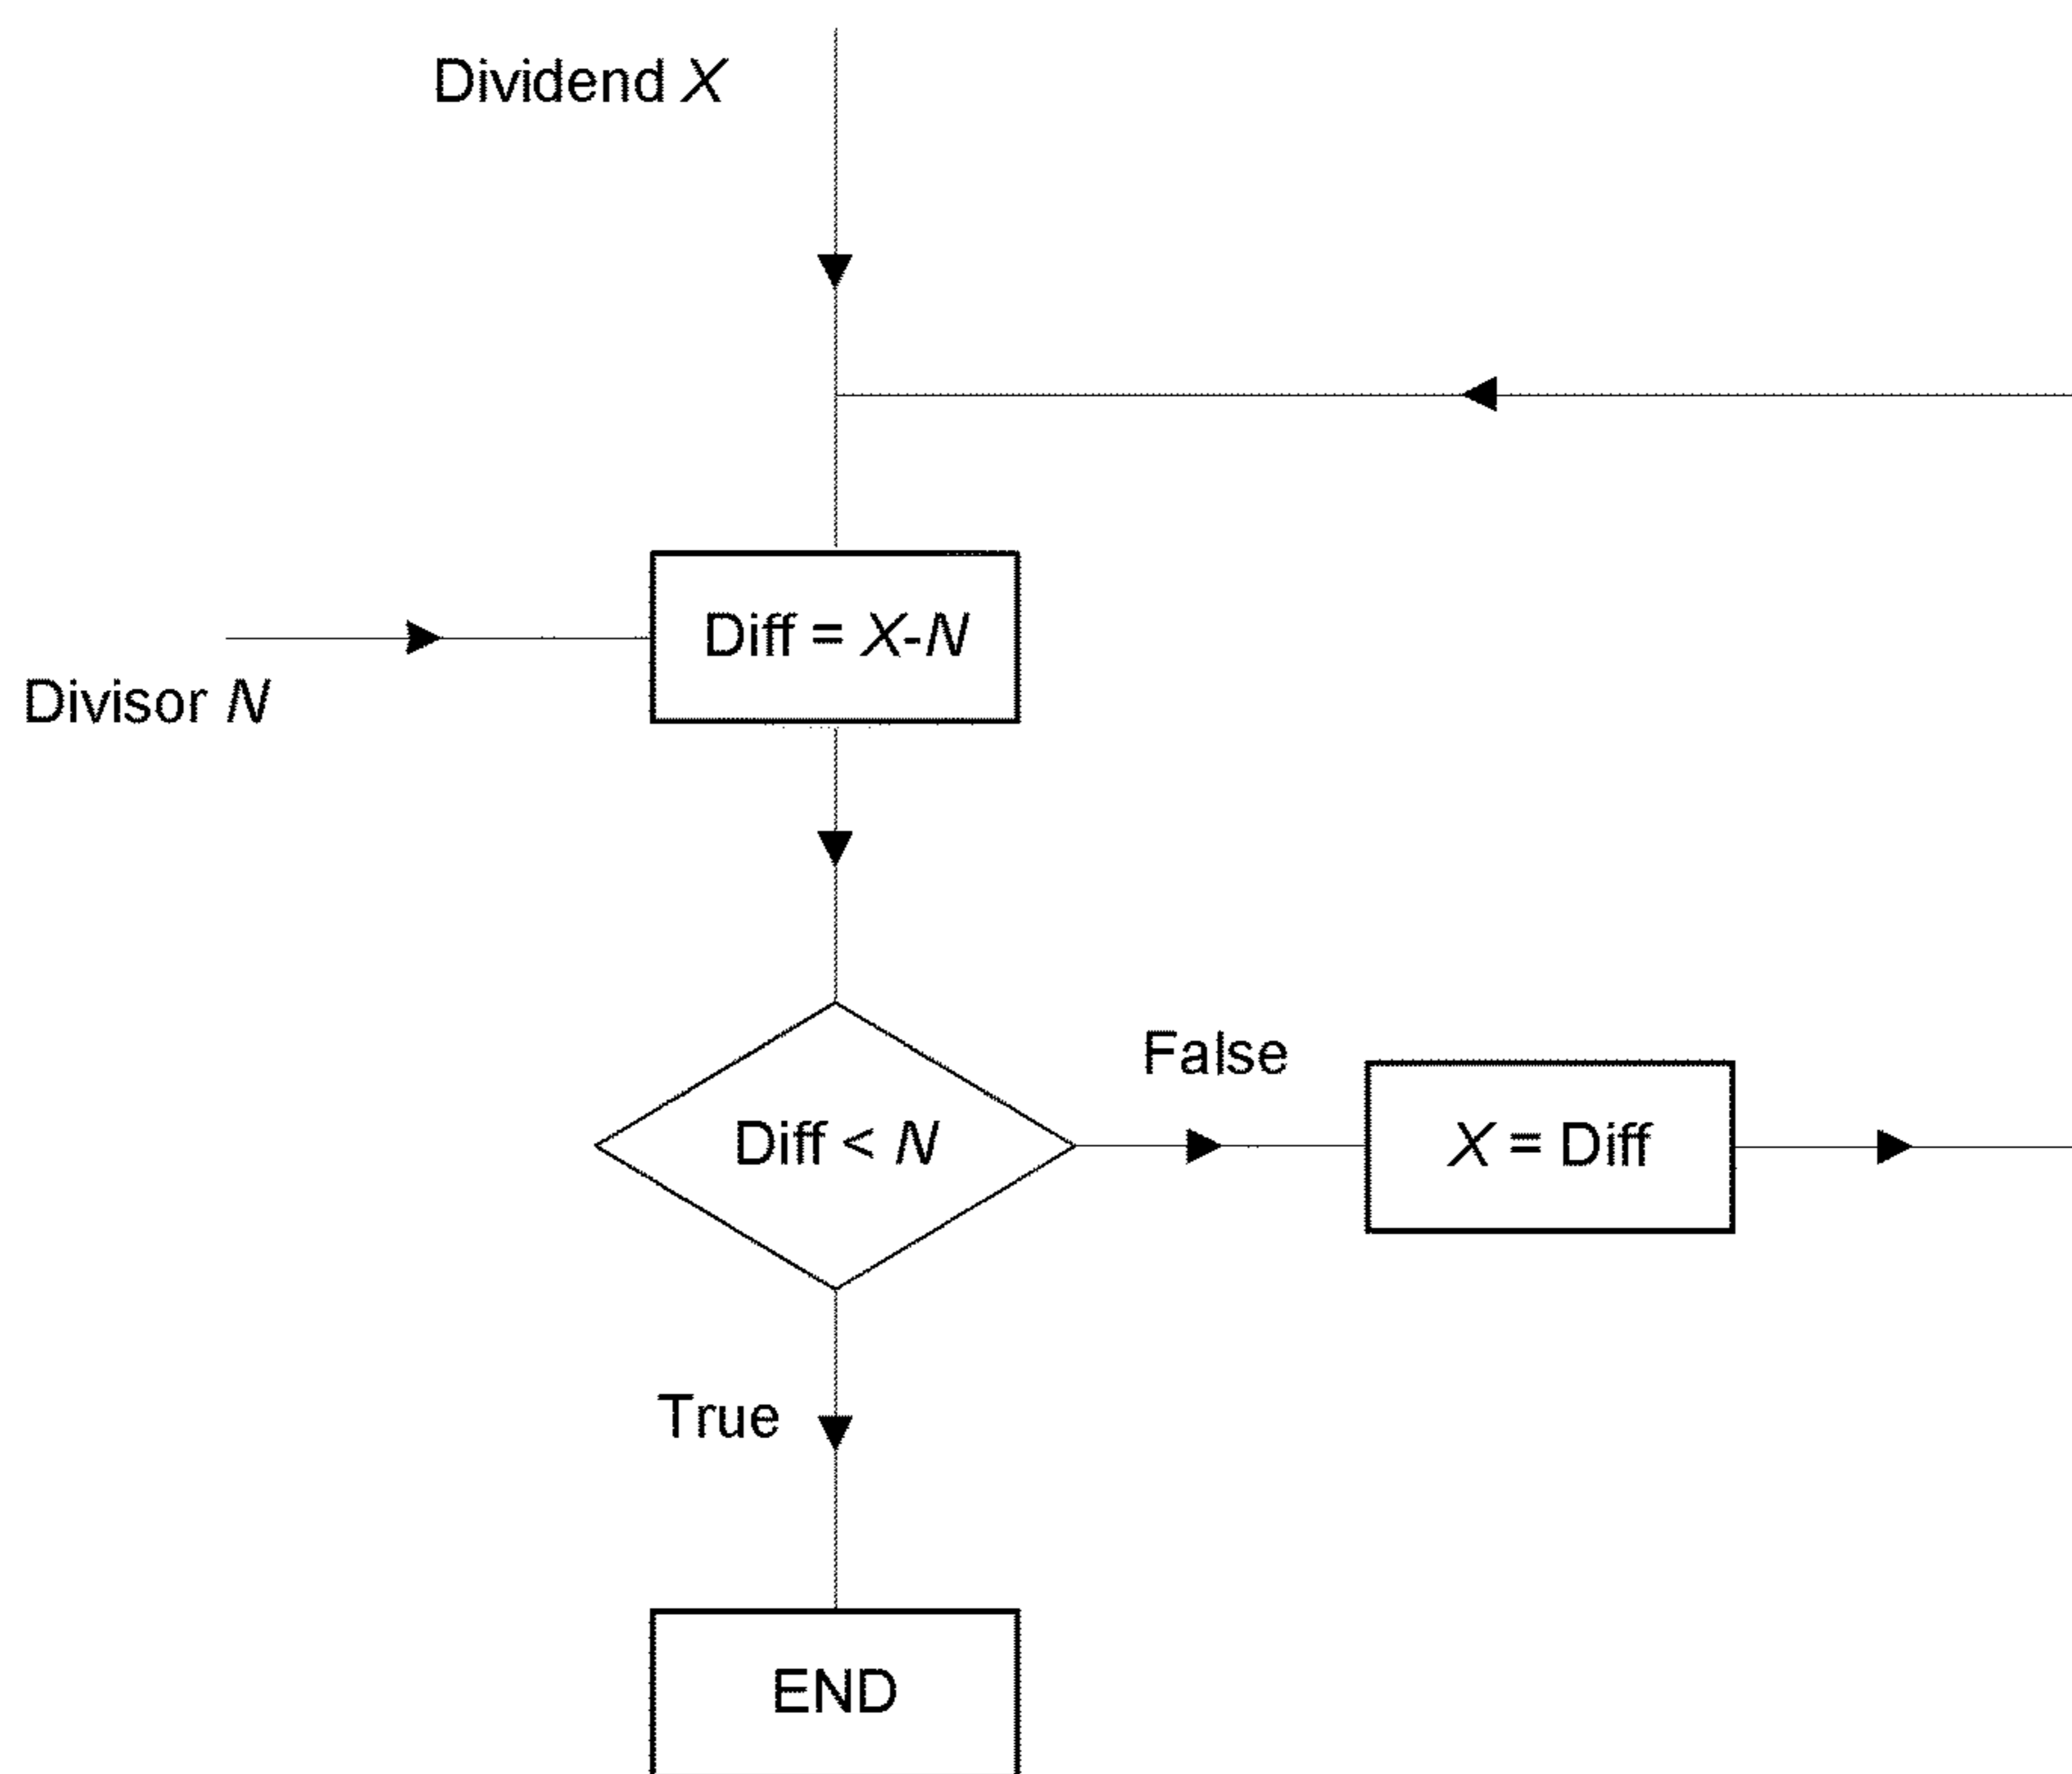 Dividend X
Diff = X-N
Divisor N
False
Diff < N
X = Diff
True
END